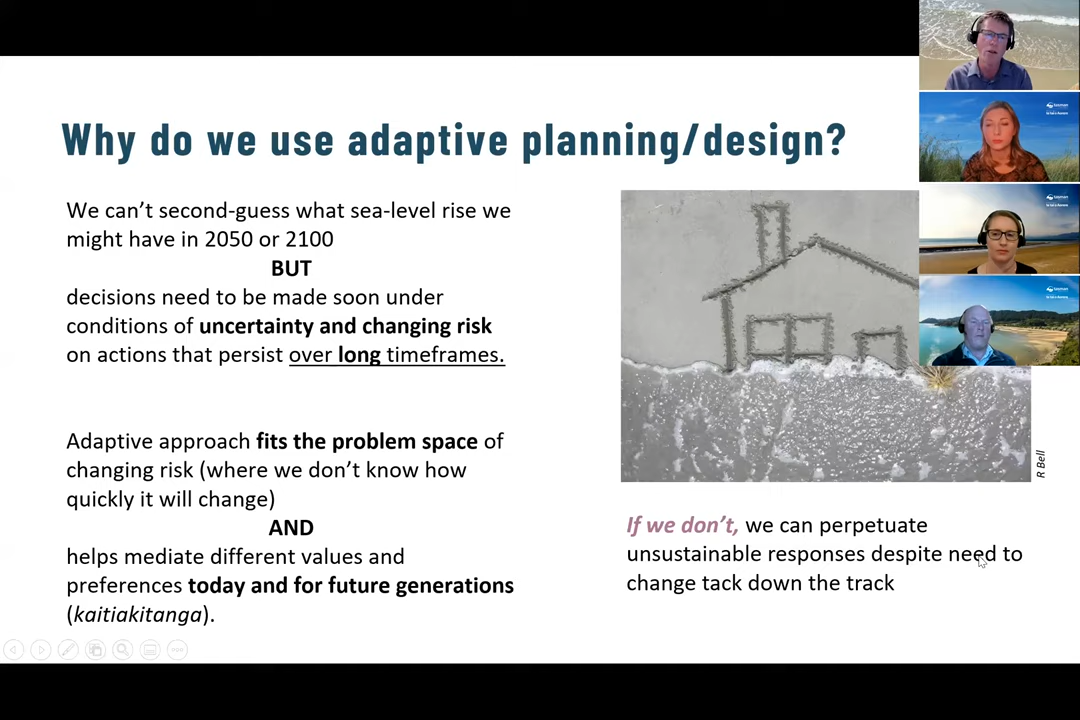 Why do we use adaptive planning/design?
We can't second-guess what sea-level rise we
might have in 2050 or 2100
BUT
decisions need to be made soon under
conditions of uncertainty and changing risk
on actions that persist over long timeframes.
Adaptive approach fits the problem space of
changing risk (where we don't know how
quickly it will change)
AND
helps mediate different values and
preferences today and for future generations
(kaitiakitanga).
R Bell
If we don't, we can perpetuate
unsustainable responses despite need to
change tack down the track